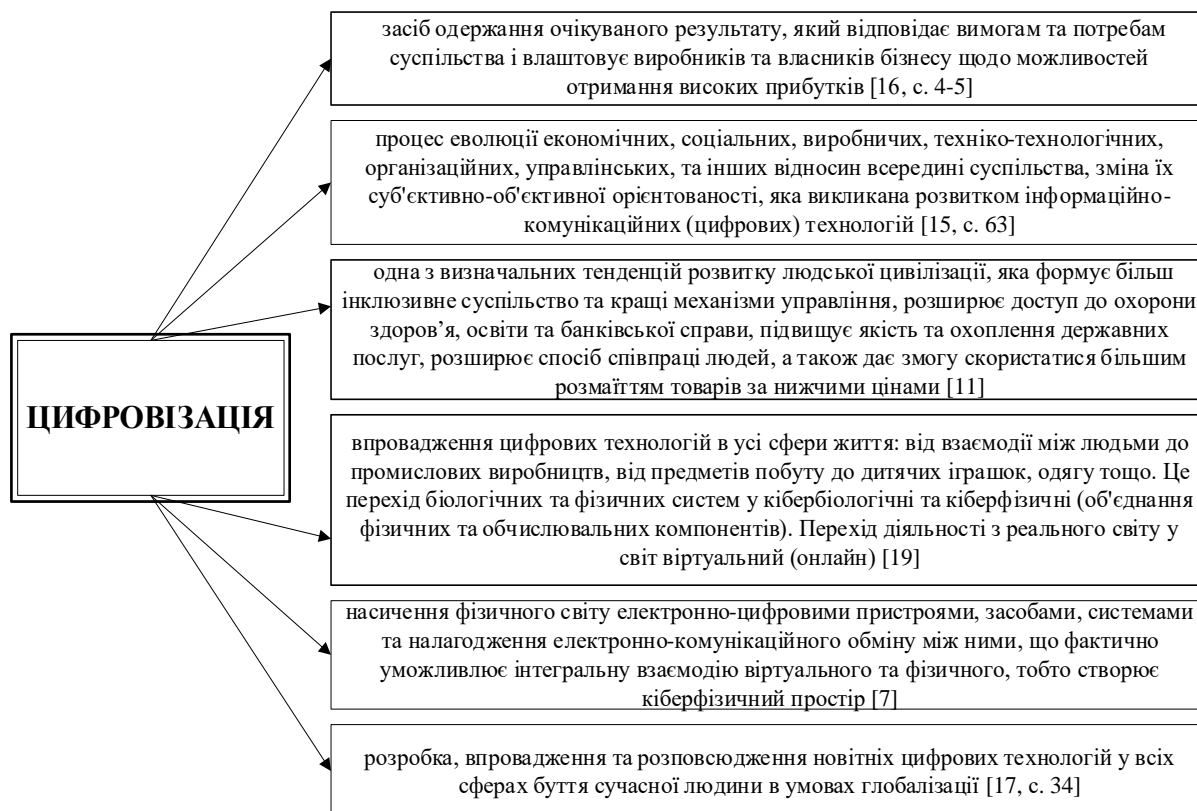 засіб одержання очікуваного результату, який відповідає вимогам та потребам
суспільства і влаштовує виробників та власників бізнесу щодо можливостей
отримання високих прибутків [16, с. 4-5]
процес еволюції економічних, соціальних, виробничих, техніко-технологічних,
організаційних, управлінських, та інших відносин всередині суспільства, зміна їх
суб'єктивно-об'єктивної орієнтованості, яка викликана розвитком інформаційно-
комунікаційних (цифрових) технологій [15, с. 63]
одна з визначальних тенденцій розвитку людської цивілізації, яка формує більш
інклюзивне суспільство та кращі механізми управління, розширює доступ до охорони
здоров’я, освіти та банківської справи, підвищує якість та охоплення державних
послуг, розширює спосіб співпраці людей, а також дає змогу скористатися більшим
розмаїттям товарів за нижчими цінами [11]
ЦИФРОВІЗАЦІЯ
впровадження цифрових технологій в усі сфери життя: від взаємодії між людьми до
промислових виробництв, від предметів побуту до дитячих іграшок, одягу тощо. Це
перехід біологічних та фізичних систем у кібербіологічні та кіберфізичні (об'єднання
фізичних та обчислювальних компонентів). Перехід діяльності з реального світу у
світ віртуальний (онлайн) [19]
насичення фізичного світу електронно-цифровими пристроями, засобами, системами
та налагодження електронно-комунікаційного обміну між ними, що фактично
уможливлює інтегральну взаємодію віртуального та фізичного, тобто створює
кіберфізичний простір [7]
розробка, впровадження та розповсюдження новітніх цифрових технологій у всіх
сферах буття сучасної людини в умовах глобалізації [17, с. 34]